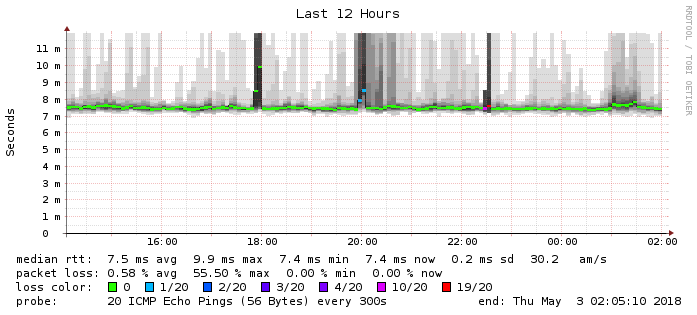 Last 12 Hours
RRDTOOL / TOBI OETIKER
Seconds
11 m
10 m
9 m
8 m
7 m
6 m
5 m
4 m
3 m
2 m
1 m
0
16:00 18:00 20:00 22:00 00:00 02:00
median rtt: 7.5 ms avg 9.9 ms max 7.4 ms min 7.4 ms now 0.2 ms sd 30.2 am/s
packet loss: 0.58 % avg 55.50 % max 0.00 % min 0.00 % now
loss color: 0 1/20 2/20 3/20 4/20 10/20 19/20
probe: 20 ICMP Echo Pings (56 Bytes) every 300s end: Thu May 3 02:05:10 2018